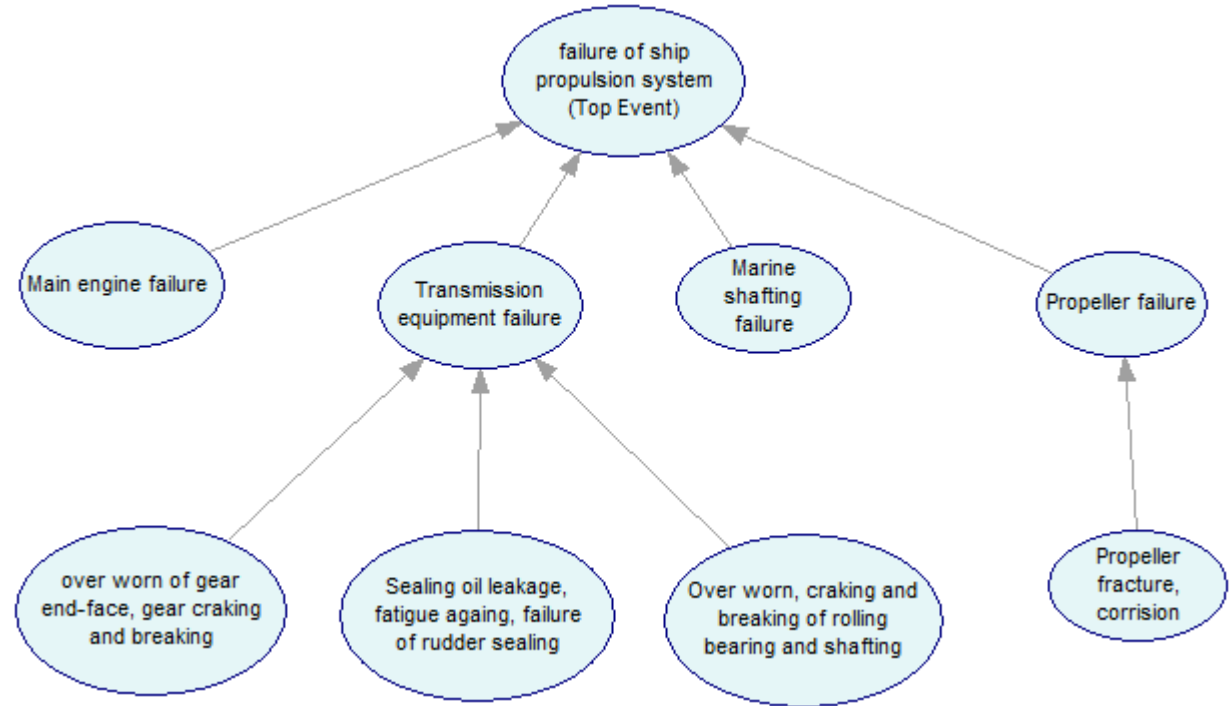 failure of ship
propulsion system
(Top Event)
Main engine failure
Transmission
equipment failure
Marine
shafting
failure
Propeller failure
over worn of gear
end-face, gear craking
and breaking
Sealing oil leakage,
fatigue againg, failure
of rudder sealing
Over worn, craking and
breaking of rolling
bearing and shafting
Propeller
fracture,
corrision